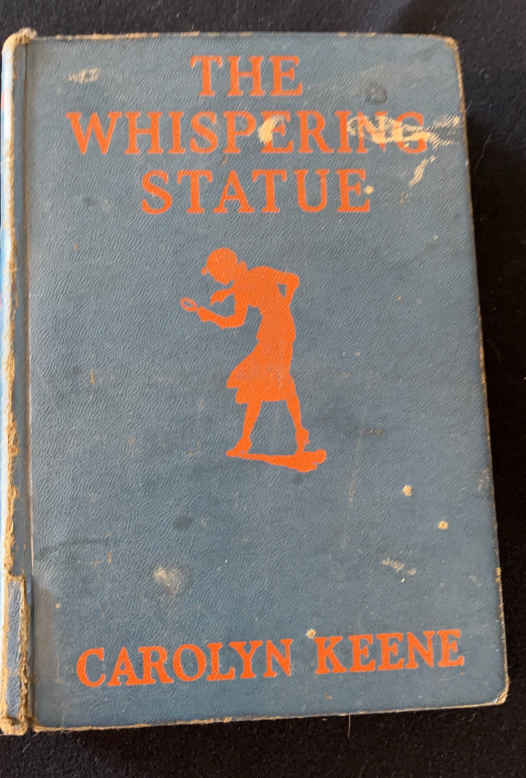 THE
WHISPERING
STATUE
CAROLYN KEENE